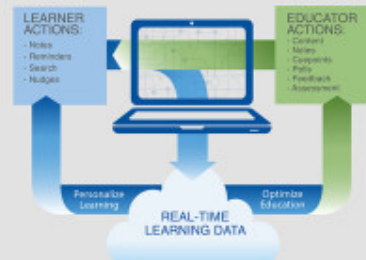 LEARNER
ACTIONS:
- Notes
- Reminders
- Search
- Nudges
EDUCATOR
ACTIONS:
- Content
- Notes
- Coepoints
- Polls
- Feedback
- Assessment
Personalize
Learning
Optimize
Education
REAL-TIME
LEARNING DATA